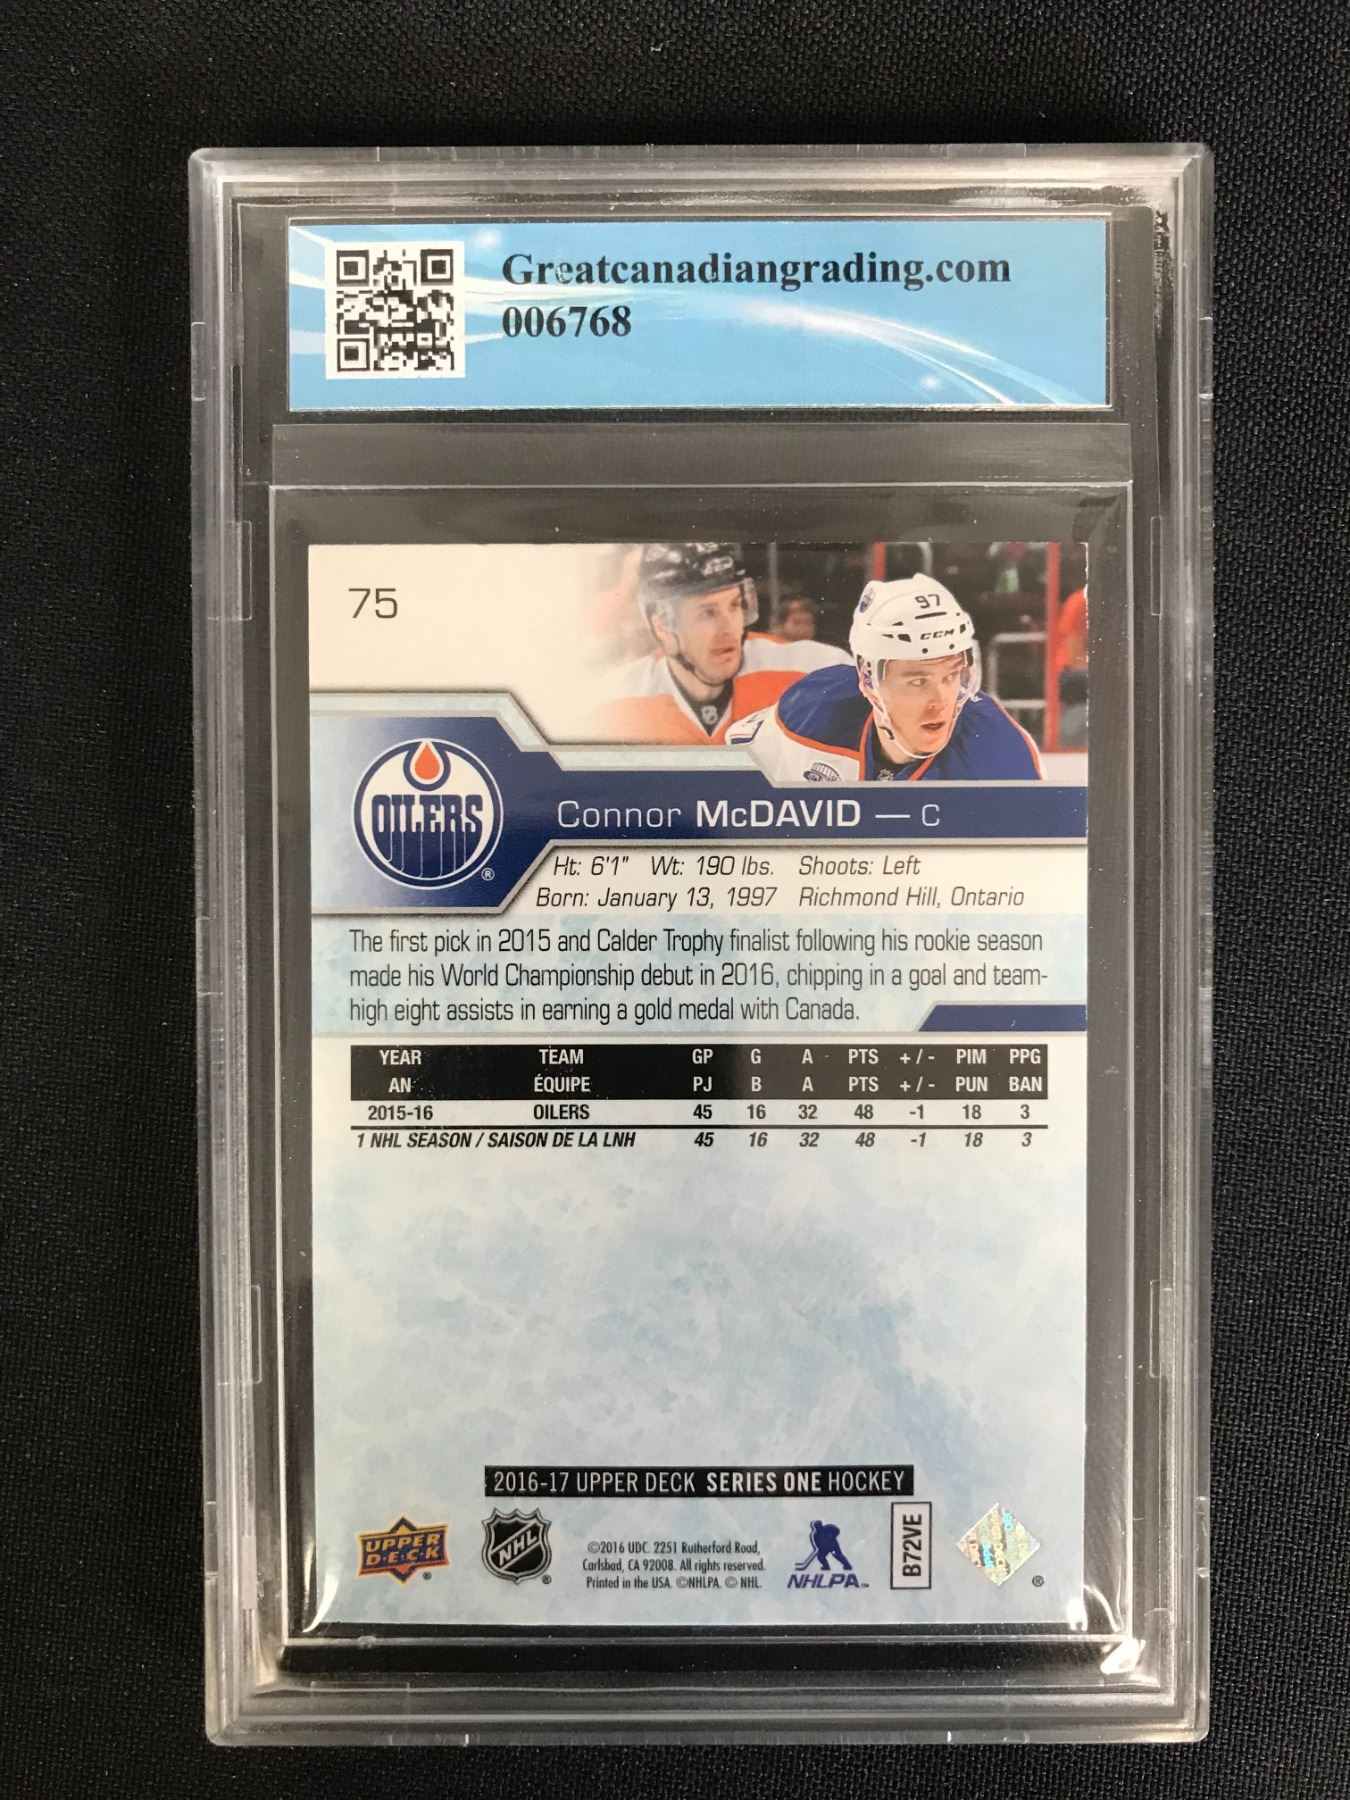 Greatcanadiangrading.com
006768
75
97
CCM
OILERS
®
Connor McDAVID — C
Ht: 6'1" Wt: 190 lbs. Shoots: Left
Born: January 13, 1997 Richmond Hill, Ontario
The first pick in 2015 and Calder Trophy finalist following his rookie season
made his World Championship debut in 2016, chipping in a goal and team-
high eight assists in earning a gold medal with Canada.
YEAR TEAM GP G A PTS +/- PIM PPG
AN ÉQUIPE PJ B A PTS +/- PUN BAN
2015-16 OILERS 45 16 32 48 -1 18 3
1 NHL SEASON / SAISON DE LA LNH 45 16 32 48 -1 18 3
2016-17 UPPER DECK SERIES ONE HOCKEY
UPPER
D·E·C·K
®
NHL
®
©2016 UDC. 2251 Rutherford Road,
Carlsbad, CA 92008. All rights reserved.
Printed in the USA. ©NHLPA. © NHL.
NHLPA™
B72VE
®